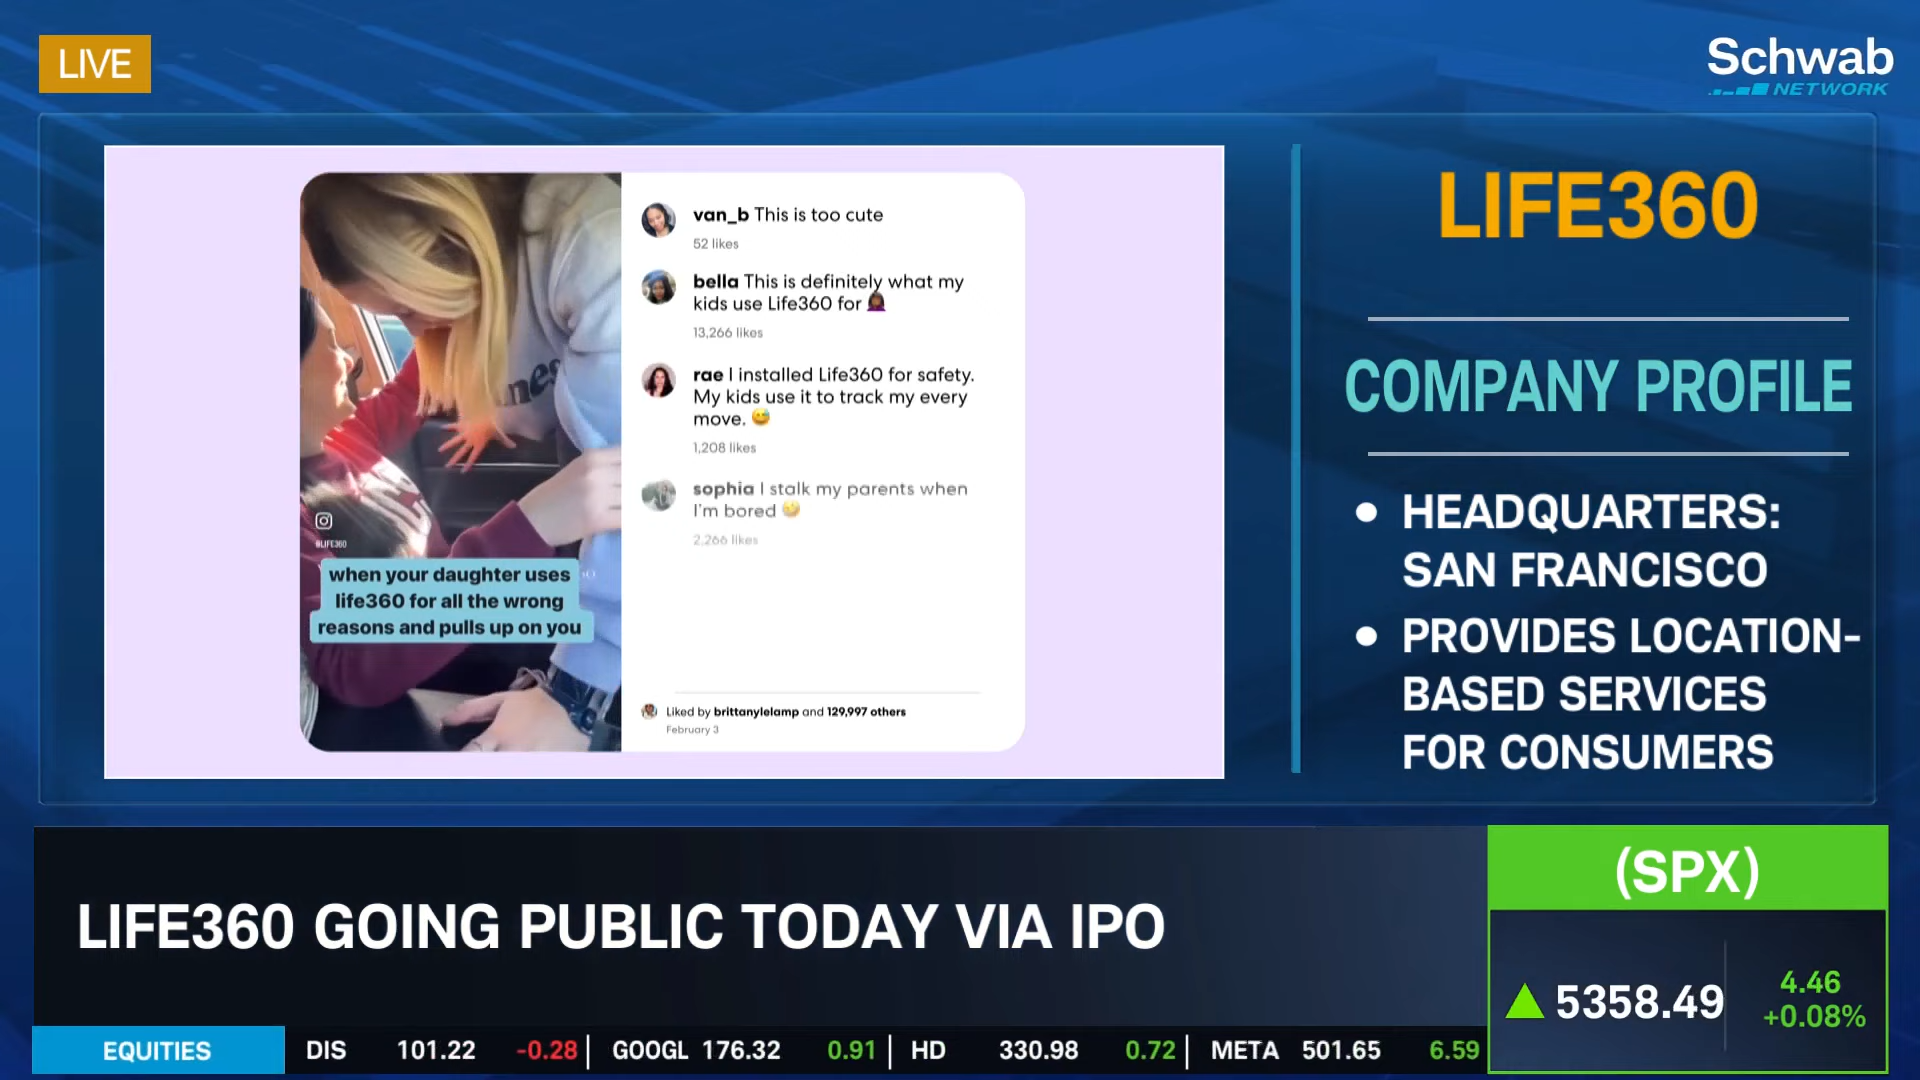 LIVE
Schwab
NETWORK
van_b This is too cute
52 likes
bella This is definitely what my
kids use Life360 for
13,266 likes
rae I installed Life360 for safety.
My kids use it to track my every
move.
1,208 likes
sophia I stalk my parents when
I'm bored
2,266 likes
@LIFE360
when your daughter uses
life360 for all the wrong
reasons and pulls up on you
Liked by brittanylelamp and 129,997 others
February 3
LIFE360
COMPANY PROFILE
• HEADQUARTERS:
SAN FRANCISCO
• PROVIDES LOCATION-
BASED SERVICES
FOR CONSUMERS
LIFE360 GOING PUBLIC TODAY VIA IPO
(SPX)
5358.49
4.46
+0.08%
EQUITIES DIS 101.22 -0.28 GOOGL 176.32 0.91 HD 330.98 0.72 META 501.65 6.59